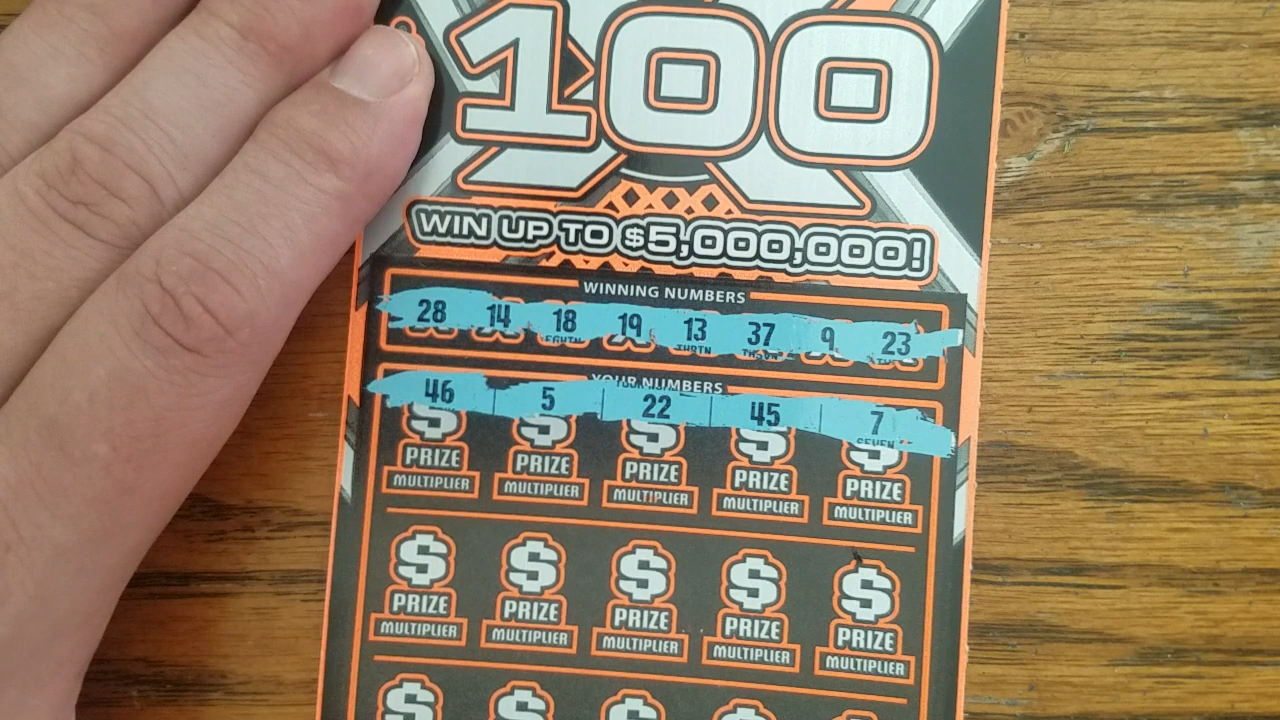 100
WIN UP TO $5,000,000!
WINNING NUMBERS
28 14 18 19 13 37 9 23
YOUR NUMBERS
46 5 22 45 7
SEVEN
$ $ $ $ $
PRIZE PRIZE PRIZE PRIZE PRIZE
MULTIPLIER MULTIPLIER MULTIPLIER MULTIPLIER MULTIPLIER
$ $ $ $ $
PRIZE PRIZE PRIZE PRIZE PRIZE
MULTIPLIER MULTIPLIER MULTIPLIER MULTIPLIER MULTIPLIER
$ $ $ $